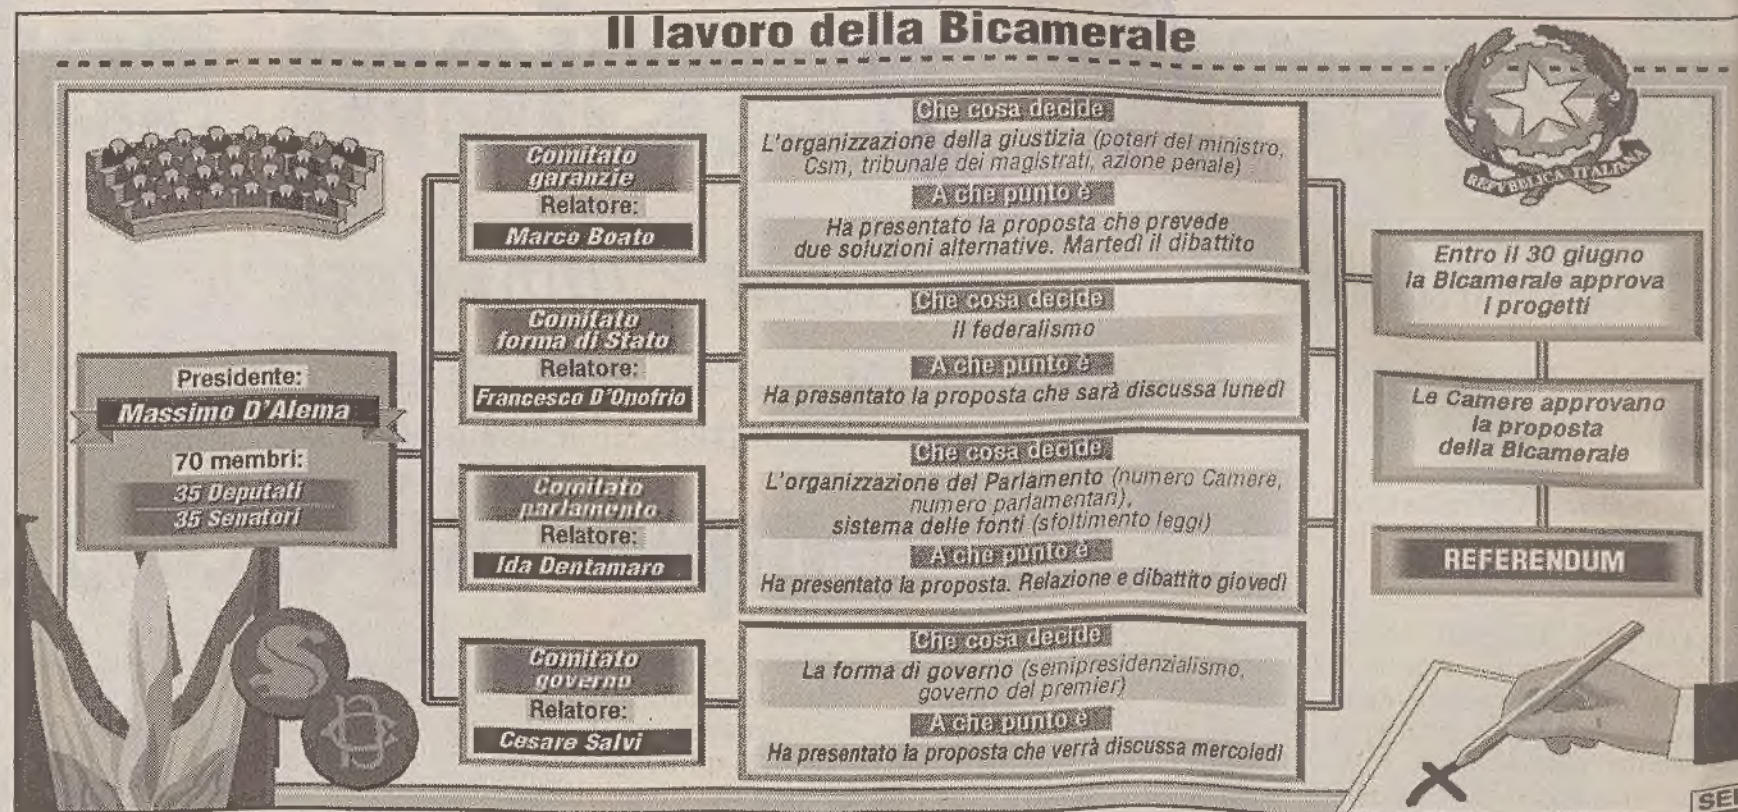 Il lavoro della Bicamerale
Presidente:
Massimo D'Alema
70 membri:
35 Deputati
35 Senatori
Comitato
garanzie
Relatore:
Marco Boato
Che cosa decide
L'organizzazione della giustizia (poteri del ministro,
Csm, tribunale dei magistrati, azione penale)
A che punto è
Ha presentato la proposta che prevede
due soluzioni alternative. Martedì il dibattito
Comitato
forma di Stato
Relatore:
Francesco D'Onofrio
Che cosa decide
Il federalismo
A che punto è
Ha presentato la proposta che sarà discussa lunedì
Comitato
parlamento
Relatore:
Ida Dentamaro
Che cosa decide
L'organizzazione del Parlamento (numero Camere,
numero parlamentari),
sistema delle fonti (sfoltimento leggi)
A che punto è
Ha presentato la proposta. Relazione e dibattito giovedì
Comitato
governo
Relatore:
Cesare Salvi
Che cosa decide
La forma di governo (semipresidenzialismo,
governo del premier)
A che punto è
Ha presentato la proposta che verrà discussa mercoledì
REPVBBLICA ITALIANA
Entro il 30 giugno
la Bicamerale approva
i progetti
Le Camere approvano
la proposta
della Bicamerale
REFERENDUM